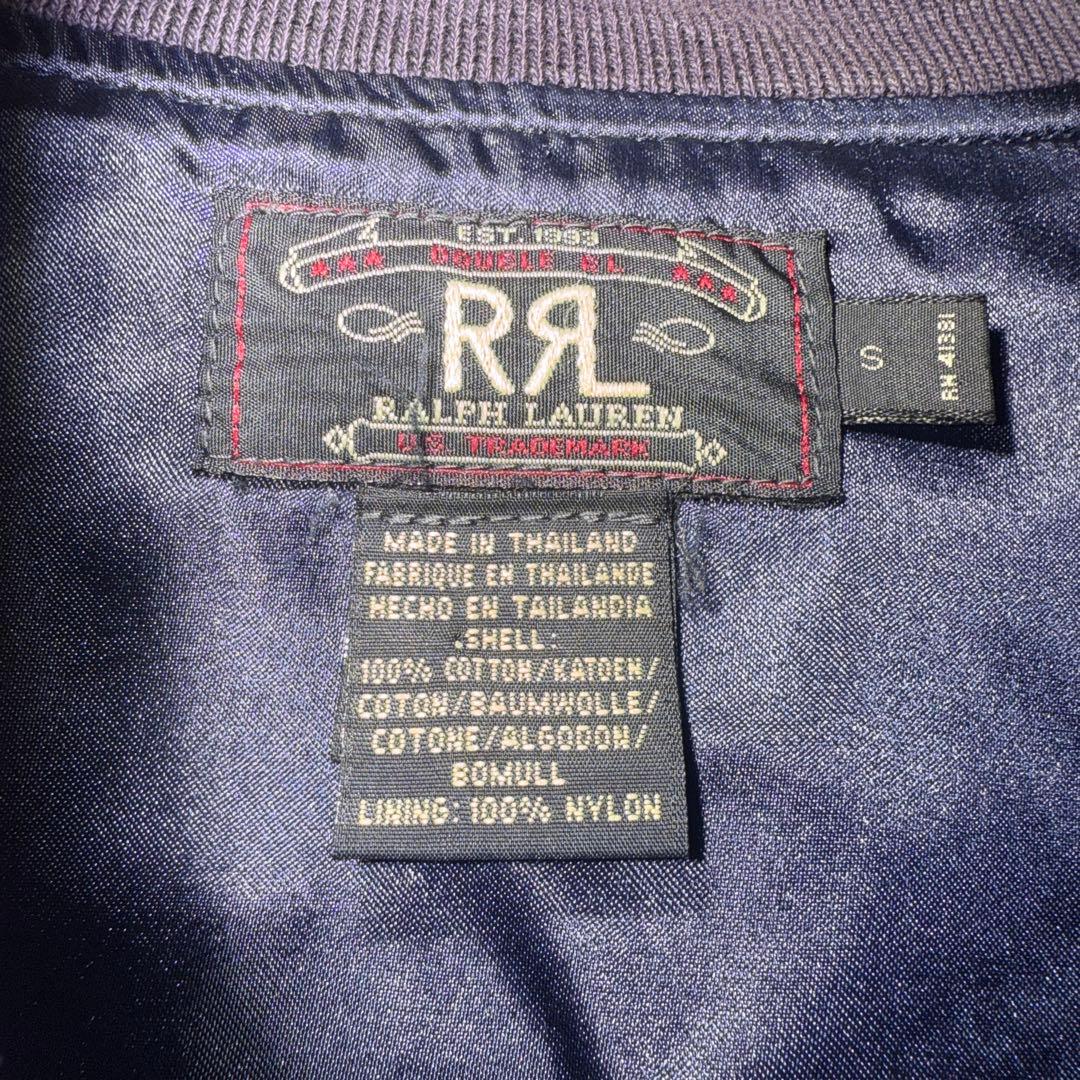 EST 1993
DOUBLE RL
RRL
RALPH LAUREN
U.S. TRADEMARK
S
RN 41381
MADE IN THAILAND
FABRIQUE EN THAILANDE
HECHO EN TAILANDIA
.SHELL:
100% COTTON/KATOEN/
COTON/BAUMWOLLE/
COTONE/ALGODON/
BOMULL
LINING: 100% NYLON